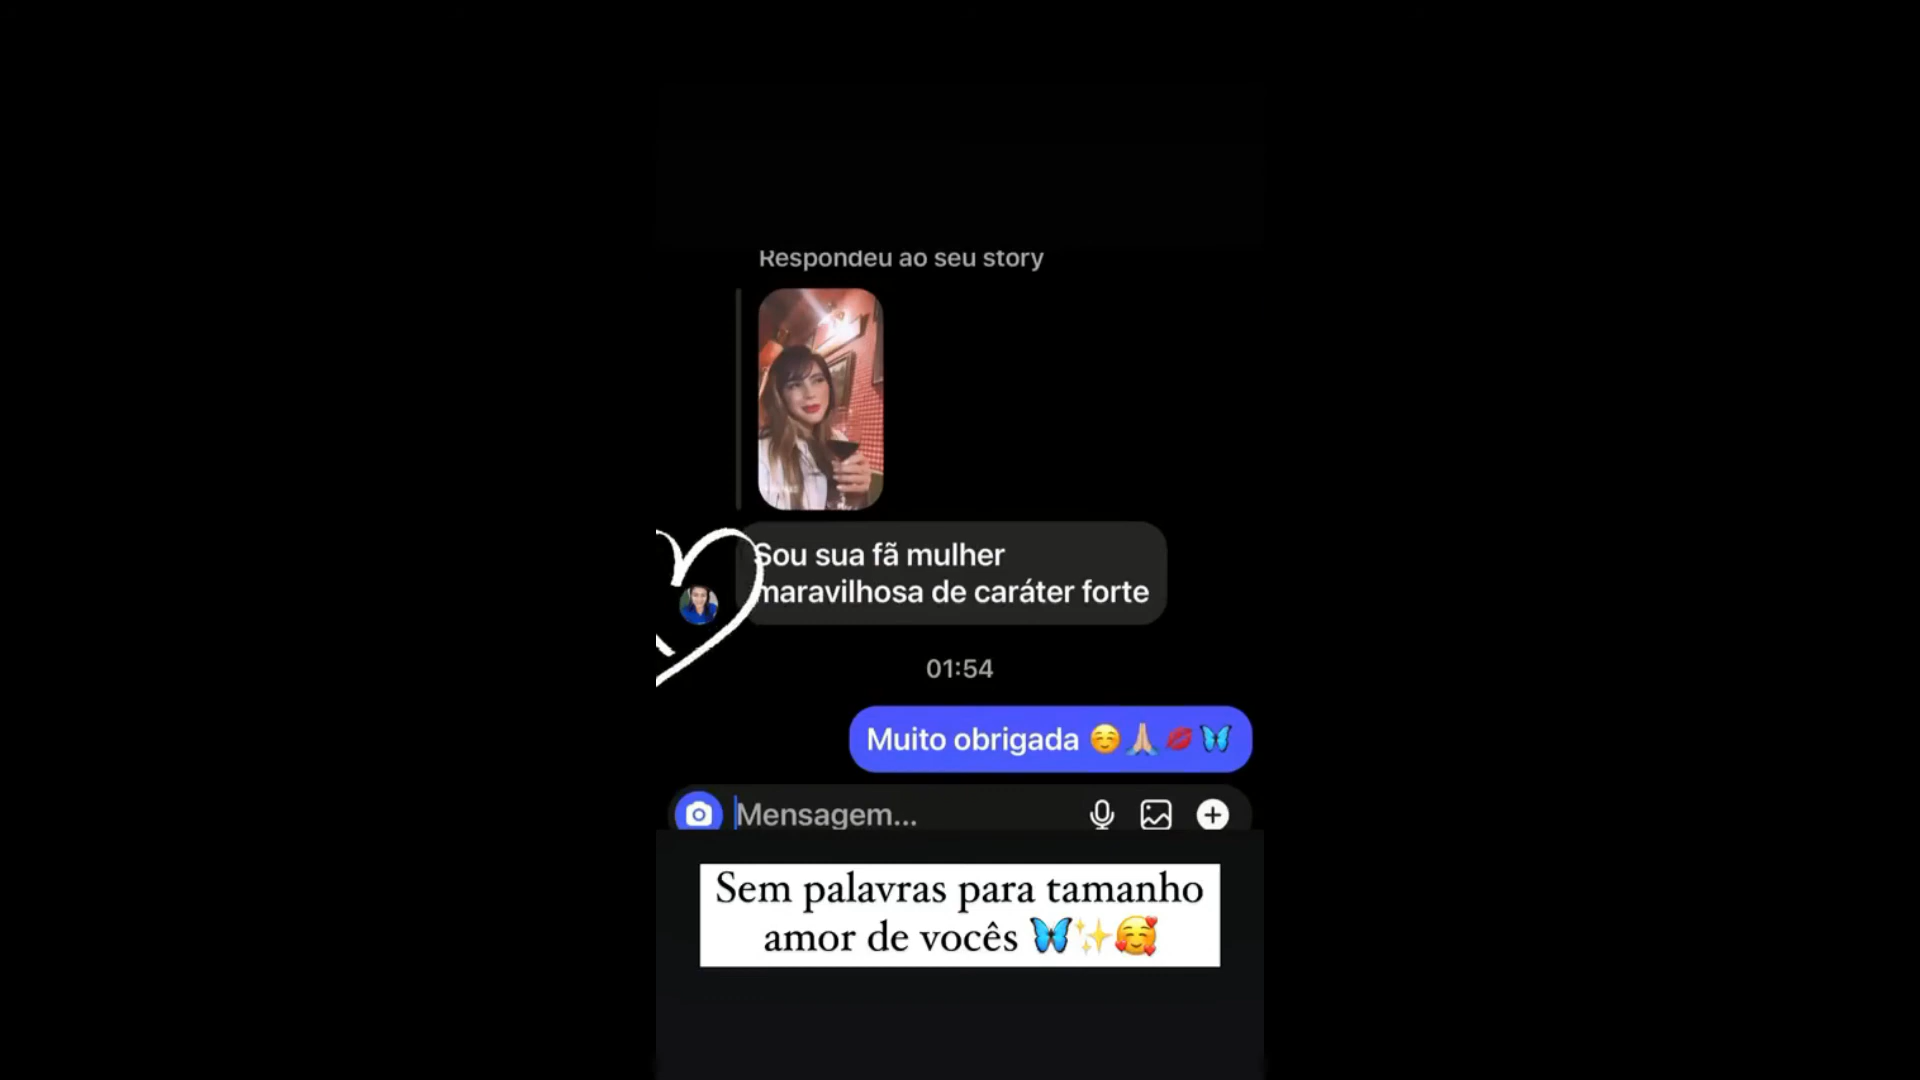 Respondeu ao seu story
Sou sua fã mulher
maravilhosa de caráter forte
01:54
Muito obrigada ☺️🙏🏼💋🦋
Mensagem...
Sem palavras para tamanho
amor de vocês 🦋✨🥰